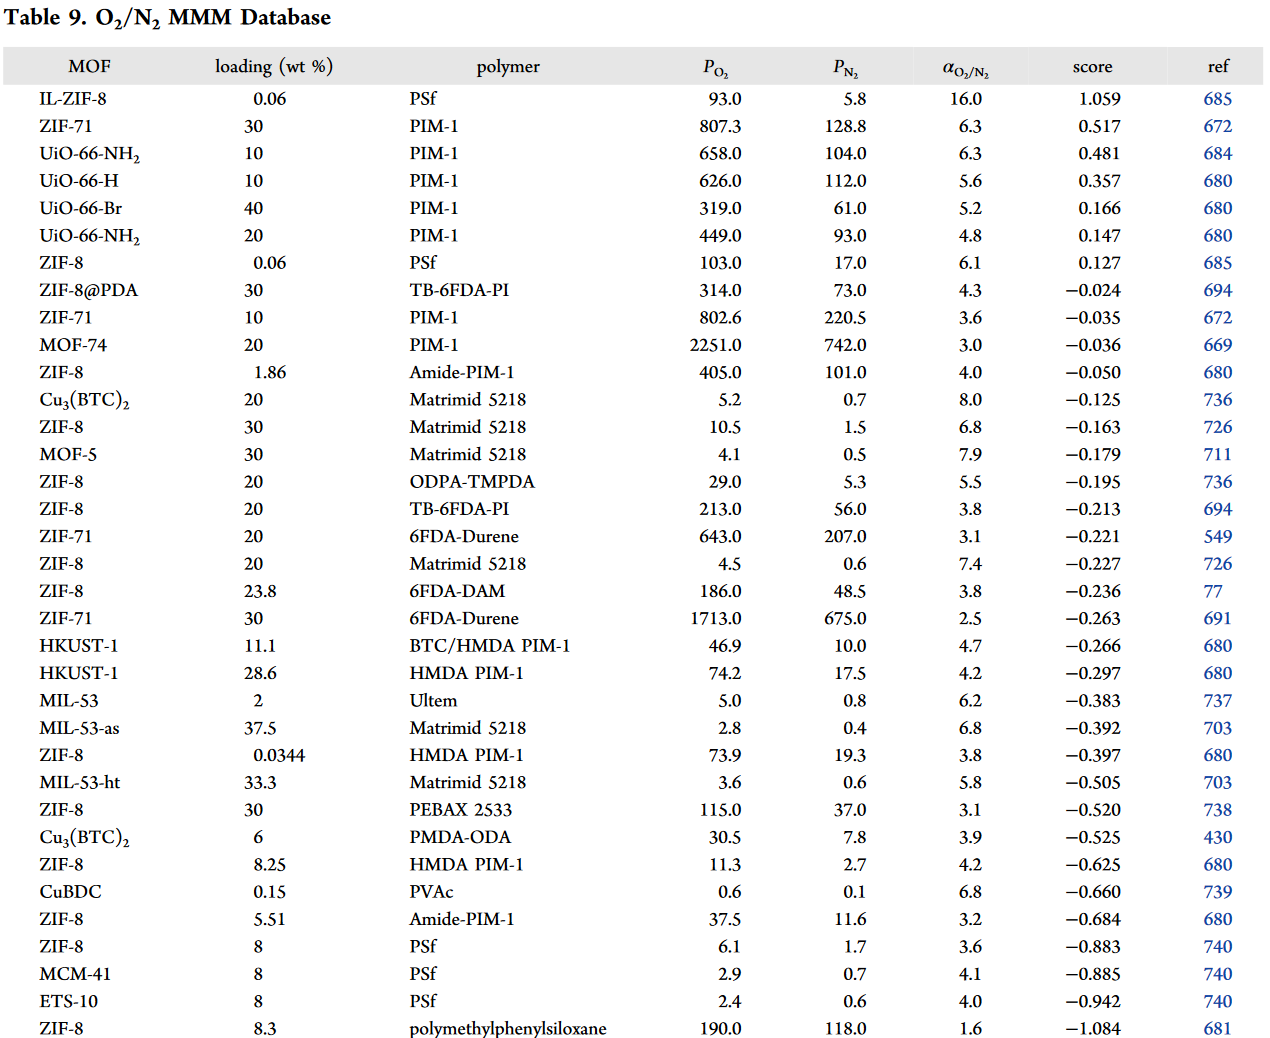 Table 9. O₂/N₂ MMM Database
MOF loading (wt %) polymer P_O₂ P_N₂ α_O₂/N₂ score ref
IL-ZIF-8 0.06 PSf 93.0 5.8 16.0 1.059 685
ZIF-71 30 PIM-1 807.3 128.8 6.3 0.517 672
UiO-66-NH₂ 10 PIM-1 658.0 104.0 6.3 0.481 684
UiO-66-H 10 PIM-1 626.0 112.0 5.6 0.357 680
UiO-66-Br 40 PIM-1 319.0 61.0 5.2 0.166 680
UiO-66-NH₂ 20 PIM-1 449.0 93.0 4.8 0.147 680
ZIF-8 0.06 PSf 103.0 17.0 6.1 0.127 685
ZIF-8@PDA 30 TB-6FDA-PI 314.0 73.0 4.3 −0.024 694
ZIF-71 10 PIM-1 802.6 220.5 3.6 −0.035 672
MOF-74 20 PIM-1 2251.0 742.0 3.0 −0.036 669
ZIF-8 1.86 Amide-PIM-1 405.0 101.0 4.0 −0.050 680
Cu₃(BTC)₂ 20 Matrimid 5218 5.2 0.7 8.0 −0.125 736
ZIF-8 30 Matrimid 5218 10.5 1.5 6.8 −0.163 726
MOF-5 30 Matrimid 5218 4.1 0.5 7.9 −0.179 711
ZIF-8 20 ODPA-TMPDA 29.0 5.3 5.5 −0.195 736
ZIF-8 20 TB-6FDA-PI 213.0 56.0 3.8 −0.213 694
ZIF-71 20 6FDA-Durene 643.0 207.0 3.1 −0.221 549
ZIF-8 20 Matrimid 5218 4.5 0.6 7.4 −0.227 726
ZIF-8 23.8 6FDA-DAM 186.0 48.5 3.8 −0.236 77
ZIF-71 30 6FDA-Durene 1713.0 675.0 2.5 −0.263 691
HKUST-1 11.1 BTC/HMDA PIM-1 46.9 10.0 4.7 −0.266 680
HKUST-1 28.6 HMDA PIM-1 74.2 17.5 4.2 −0.297 680
MIL-53 2 Ultem 5.0 0.8 6.2 −0.383 737
MIL-53-as 37.5 Matrimid 5218 2.8 0.4 6.8 −0.392 703
ZIF-8 0.0344 HMDA PIM-1 73.9 19.3 3.8 −0.397 680
MIL-53-ht 33.3 Matrimid 5218 3.6 0.6 5.8 −0.505 703
ZIF-8 30 PEBAX 2533 115.0 37.0 3.1 −0.520 738
Cu₃(BTC)₂ 6 PMDA-ODA 30.5 7.8 3.9 −0.525 430
ZIF-8 8.25 HMDA PIM-1 11.3 2.7 4.2 −0.625 680
CuBDC 0.15 PVAc 0.6 0.1 6.8 −0.660 739
ZIF-8 5.51 Amide-PIM-1 37.5 11.6 3.2 −0.684 680
ZIF-8 8 PSf 6.1 1.7 3.6 −0.883 740
MCM-41 8 PSf 2.9 0.7 4.1 −0.885 740
ETS-10 8 PSf 2.4 0.6 4.0 −0.942 740
ZIF-8 8.3 polymethylphenylsiloxane 190.0 118.0 1.6 −1.084 681